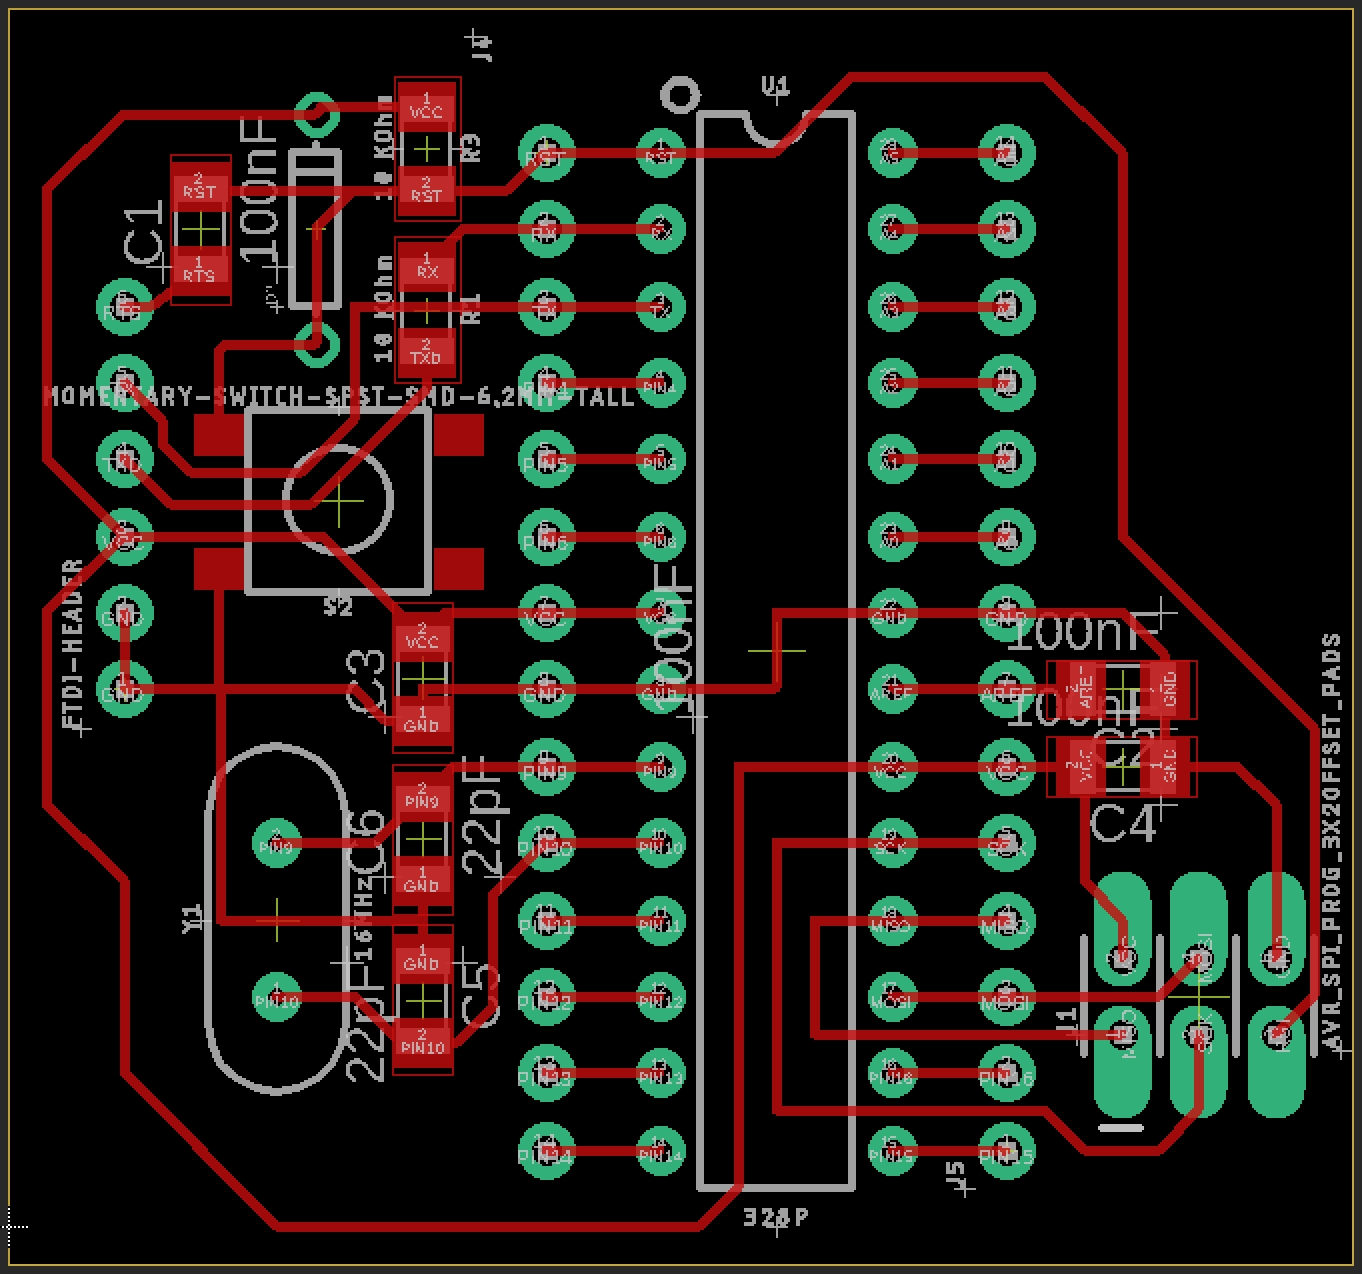 J4
U1
1
VCC
10 KOhm
R3
2
RST
100nF
C1
2
RST
1
RTS
RST
RST
RX
RX
1
RX
10 KOhm
R1
2
TXb
RTS
TX
TX
MOMENTARY-SWITCH-SPST-SMD-6.2MM-TALL
PIN4
PIN4
TXO
PIN5
PIN5
VCC
PIN6
PIN6
S2
FTDI-HEADER
GND
2
VCC
C3
1
GND
VCC
VCC
100nF
GND
GND
100nF
GND
GND
GND
AREF
AREF
2
AREF
1
GND
100nF
C2
PIN9
PIN9
VCC
VCC
2
VCC
1
GND
C4
PIN9
C6
22pF
GND
PIN9
PIN10
PIN10
SCK
SCK
Y1
16MHz
PIN11
PIN11
MISO
MISO
GND
C5
22pF
2
PIN10
1
PIN10
PIN12
PIN12
MOSI
MOSI
VCC
MOSI
GND
J1
MISO
SCK
RST
AVR_SPI_PROG_3X2OFFSET_PADS
PIN13
PIN13
PIN16
PIN16
PIN14
PIN14
PIN15
PIN15
J5
328P